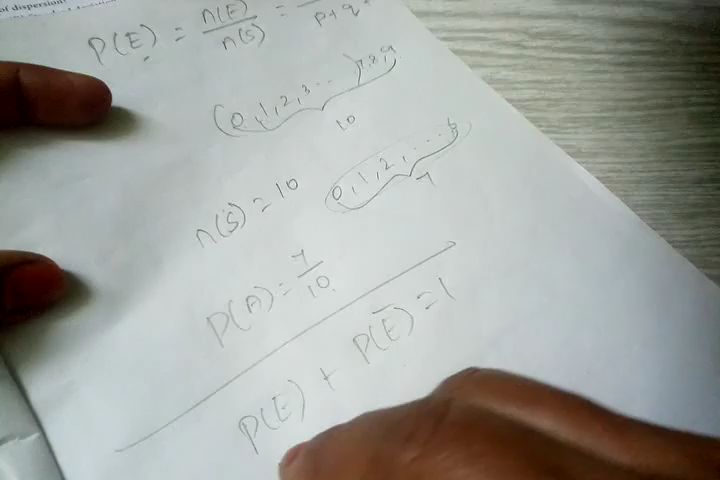 of dispersion?
P(E) = n(E)/n(S) = /p+q
(0, 1, 2, 3 ... 7, 8, 9)
10
n(S) = 10
0, 1, 2, ... 6
7
P(A) = 7/10
P(E) + P(Ē) = 1